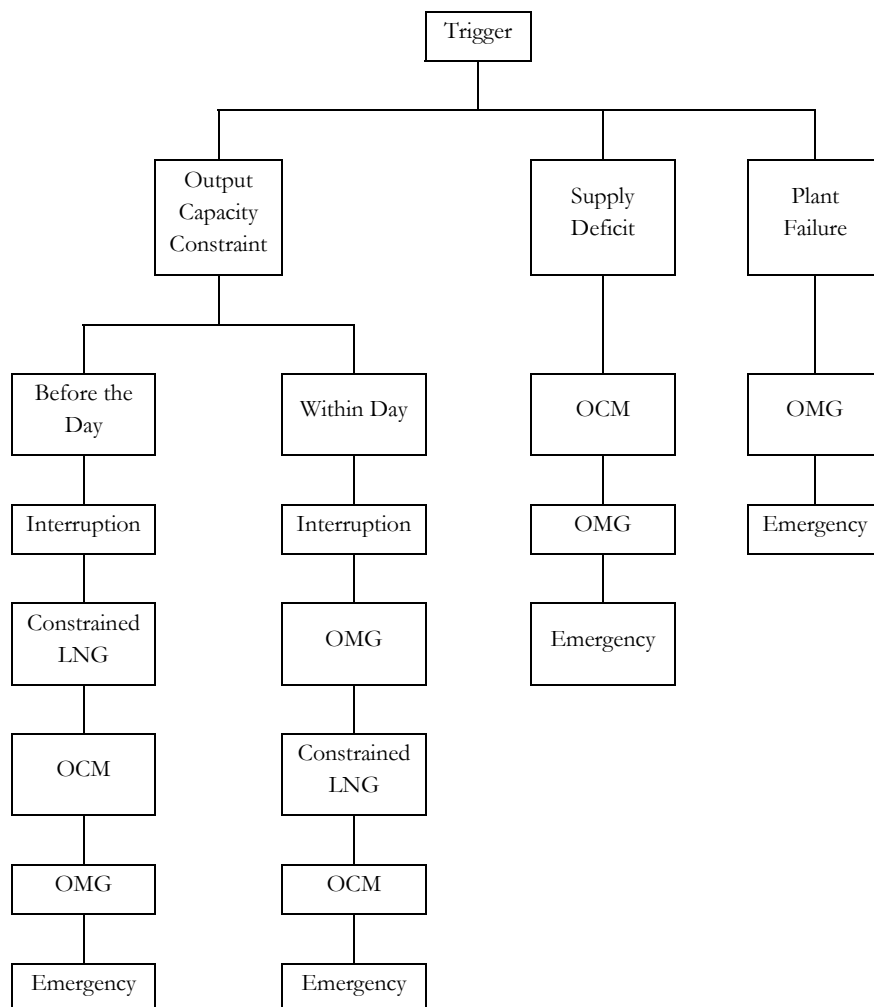 Trigger
Output
Capacity
Constraint
Supply
Deficit
Plant
Failure
Before the
Day
Within Day
OCM
OMG
Interruption
Interruption
OMG
Emergency
Constrained
LNG
OMG
Emergency
OCM
Constrained
LNG
OMG
OCM
Emergency
Emergency